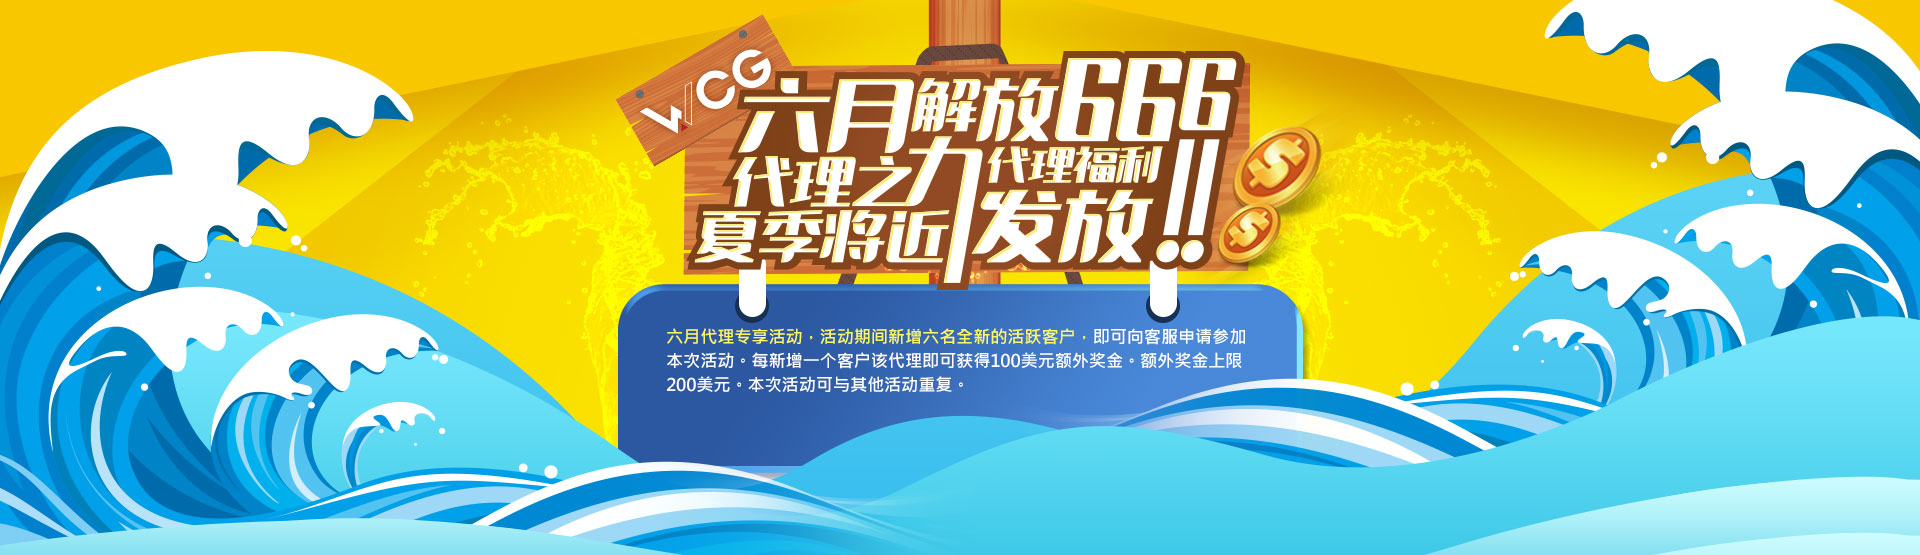 WCG
六月解放666
代理之力代理福利
夏季将近发放!!
六月代理专享活动，活动期间新增六名全新的活跃客户，即可向客服申请参加
本次活动。每新增一个客户该代理即可获得100美元额外奖金。额外奖金上限
200美元。本次活动可与其他活动重复。